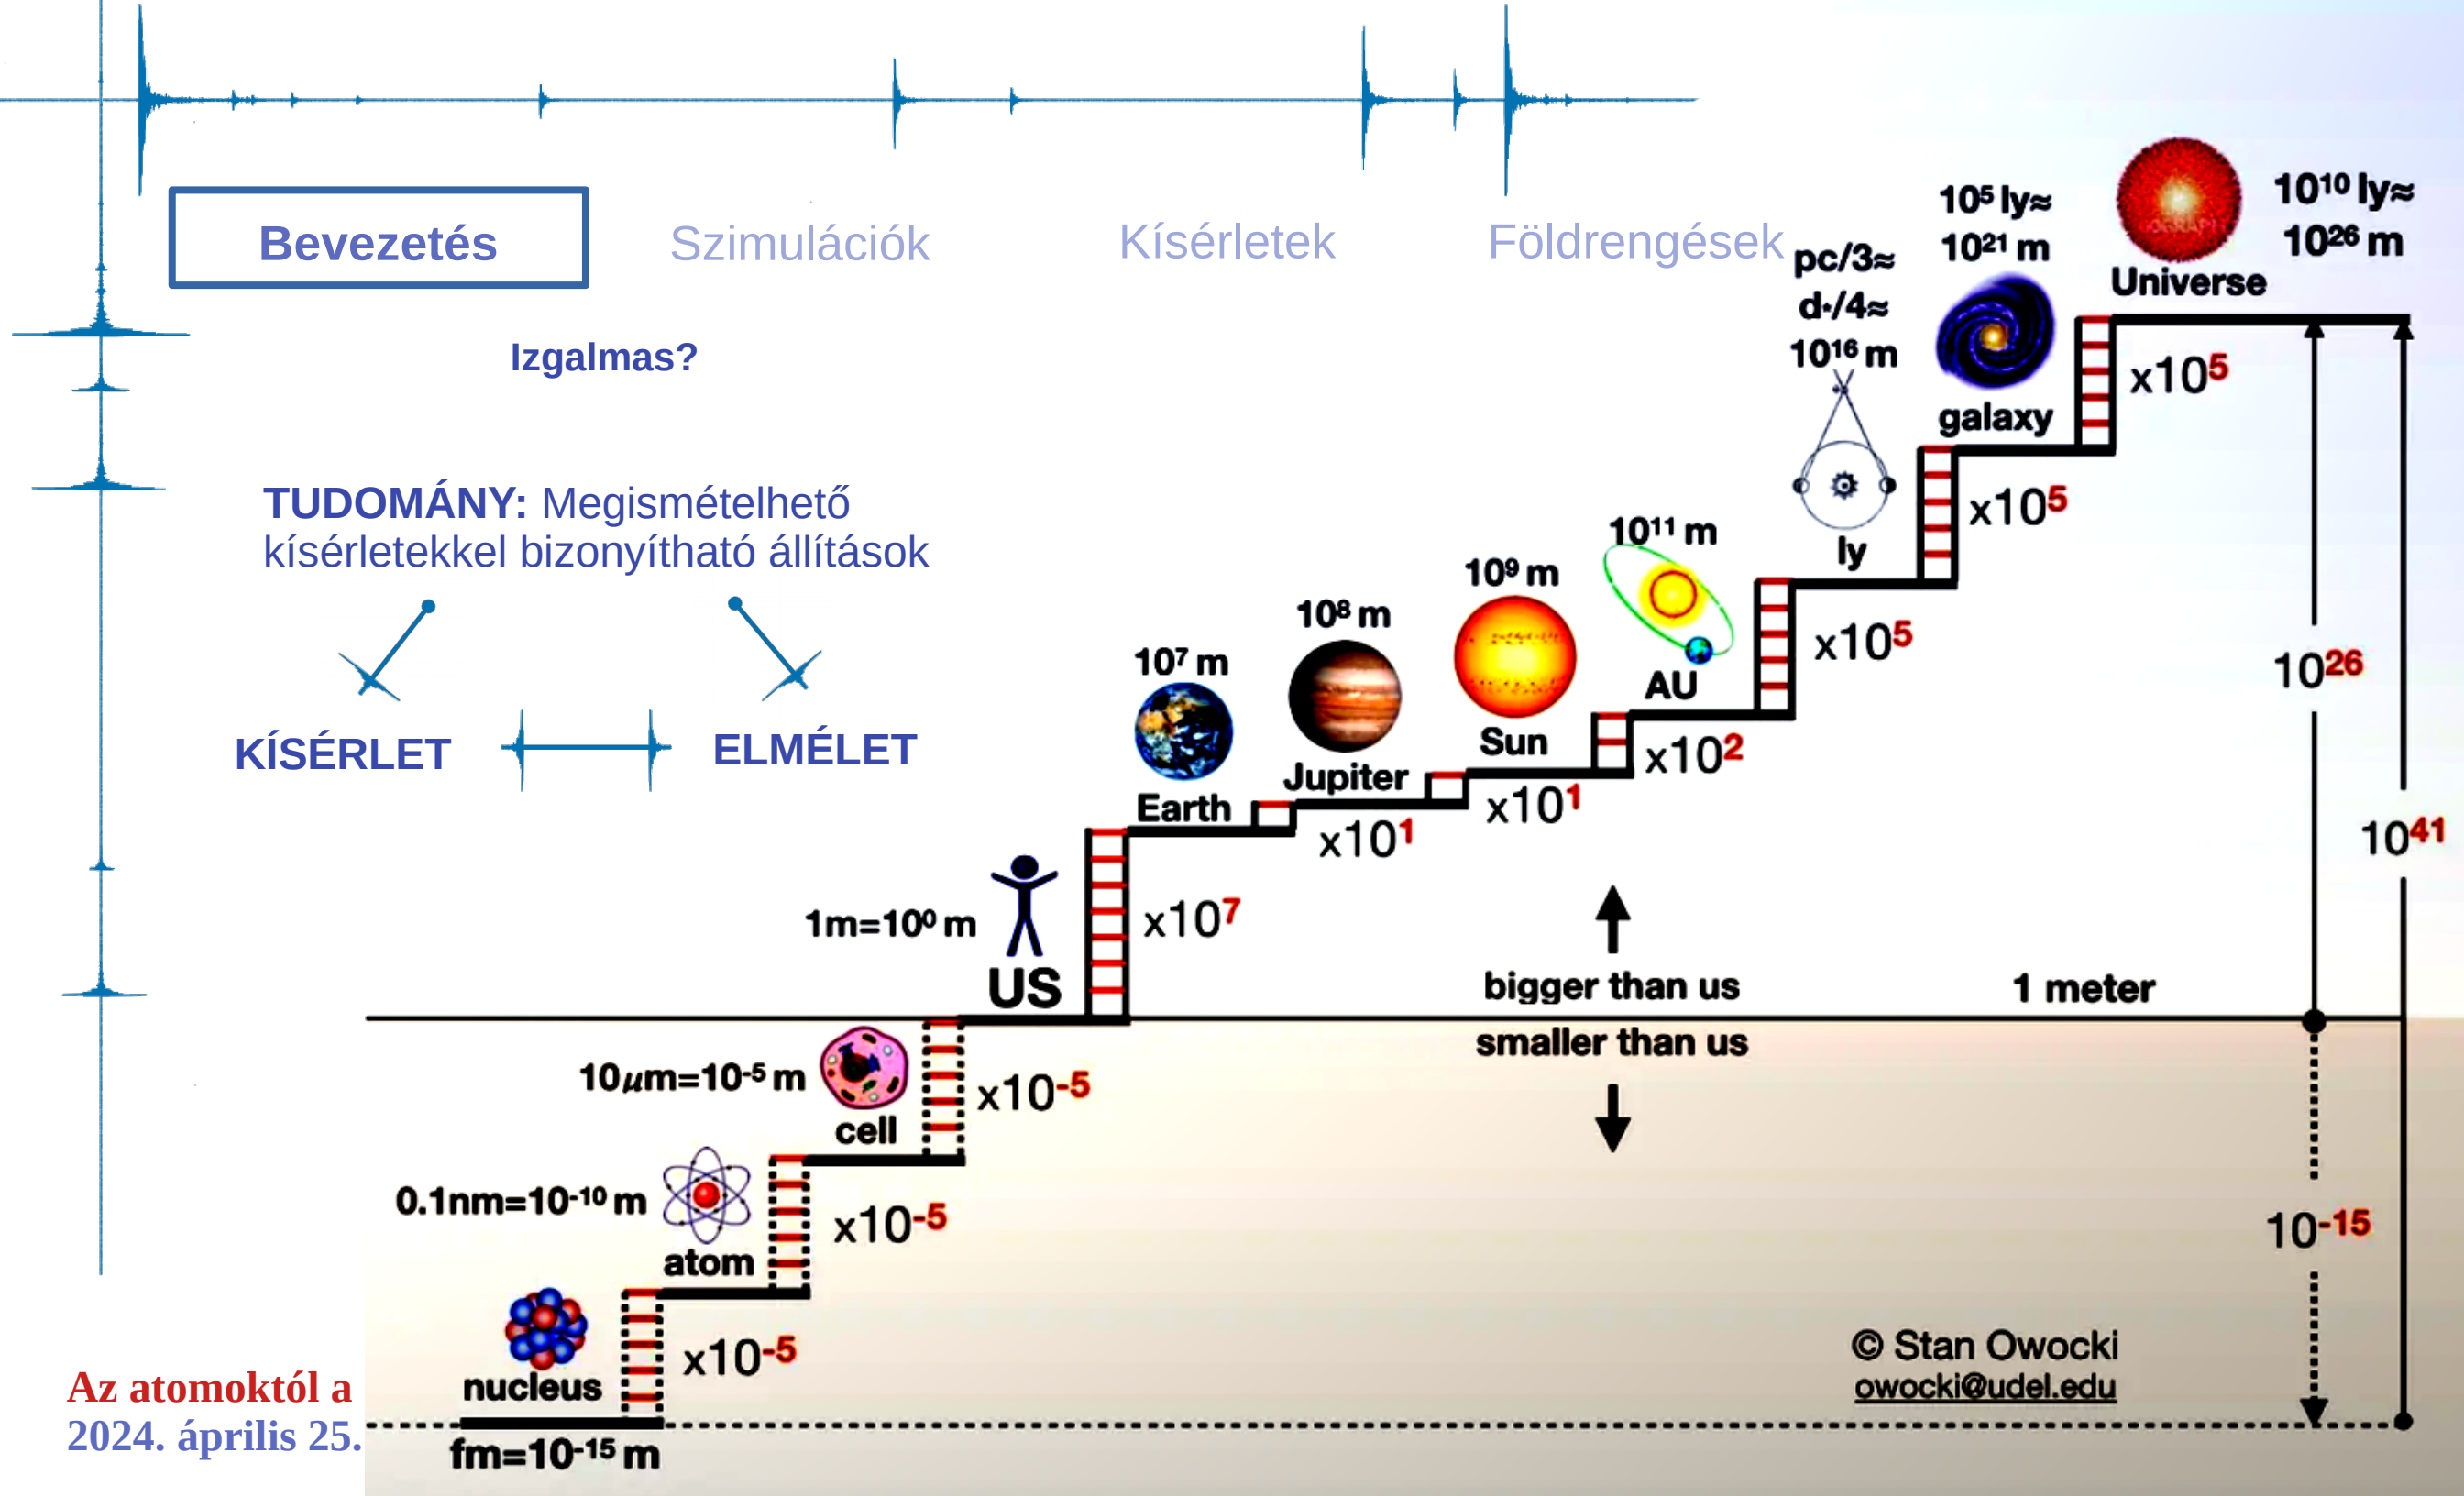 Bevezetés
Szimulációk
Kísérletek
Földrengések
Izgalmas?
TUDOMÁNY: Megismételhető
kísérletekkel bizonyítható állítások
KÍSÉRLET
ELMÉLET
10¹⁰ ly≈
10²⁶ m
Universe
10⁵ ly≈
10²¹ m
galaxy
pc/3≈
d*/4≈
10¹⁶ m
ly
10¹¹ m
AU
10⁹ m
Sun
10⁸ m
Jupiter
10⁷ m
Earth
x10⁵
x10⁵
x10⁵
x10²
x10¹
x10¹
x10⁷
10²⁶
10⁴¹
1m=10⁰ m
US
bigger than us
1 meter
smaller than us
10μm=10⁻⁵ m
cell
x10⁻⁵
0.1nm=10⁻¹⁰ m
atom
x10⁻⁵
10⁻¹⁵
nucleus
x10⁻⁵
fm=10⁻¹⁵ m
© Stan Owocki
owocki@udel.edu
Az atomoktól a
2024. április 25.